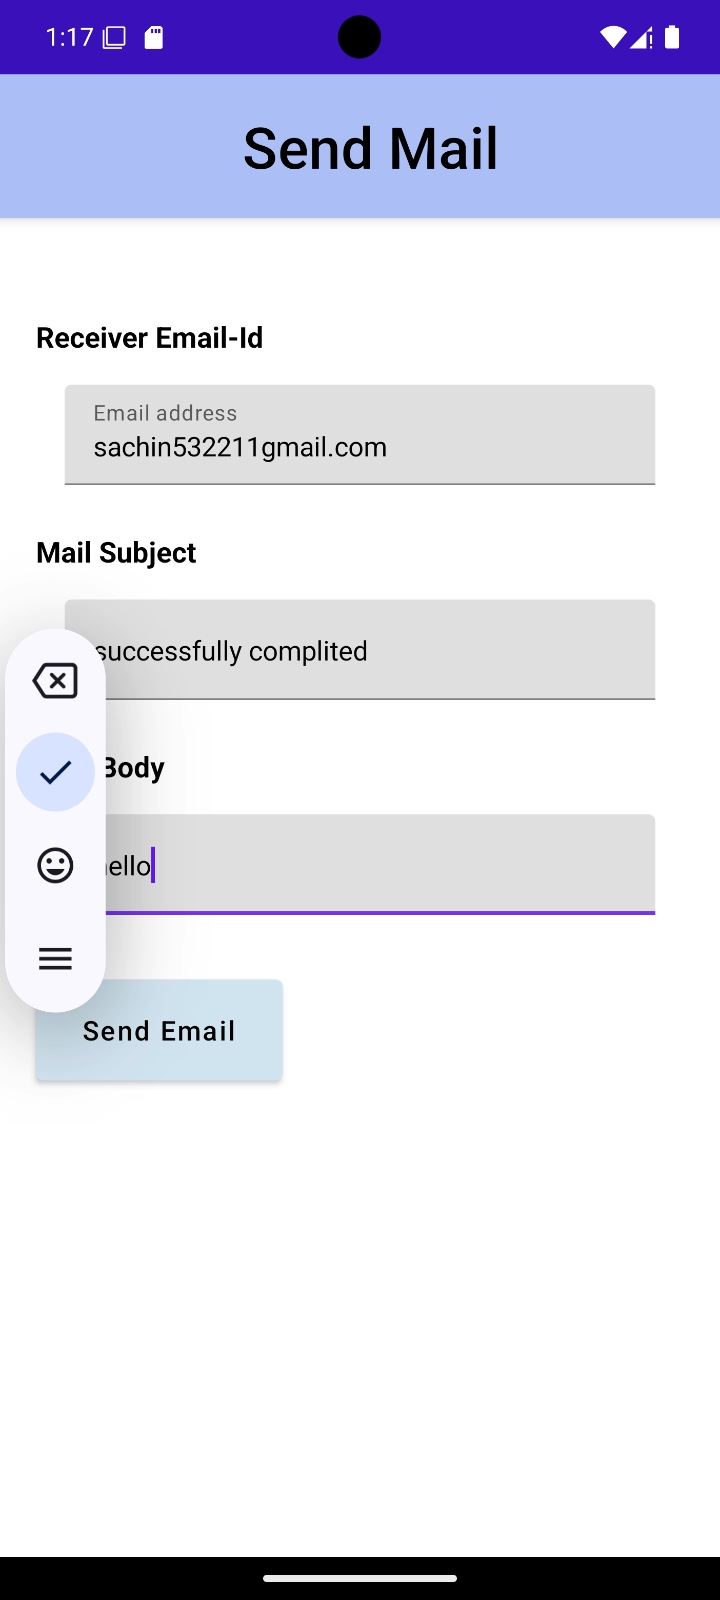 1:17
Send Mail
Receiver Email-Id
Email address
sachin532211gmail.com
Mail Subject
successfully complited
Body
ello
Send Email